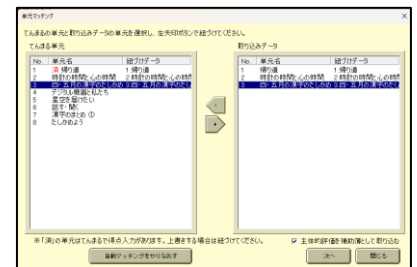 単元マッチング
てんまるの単元と取り込みデータの単元を選択し、左矢印ボタンで紐づけてください。
てんまる単元
No. 単元名 紐づけデータ
1 済 帰り道 1 帰り道
2 時計の時間と心の時間 2 時計の時間と心の時間
3 四・五月の漢字のたしかめ 3 四・五月の漢字のたし
4 デジタル機器と私たち
5 星空を届けたい
6 話す・聞く
7 漢字のまとめ ①
8 たしかめよう
取り込みデータ
No. 単元名 紐づけデータ
1 帰り道 1 帰り道
2 時計の時間と心の時間 2 時計の時間と心の時
3 四・五月の漢字のたしかめ 3 四・五月の漢字のたし
※「済」の単元はてんまるで得点入力があります。上書きする場合は紐づけてください。
主体的評価を補助簿として取り込む
自動マッチングをやりなおす
次へ
閉じる